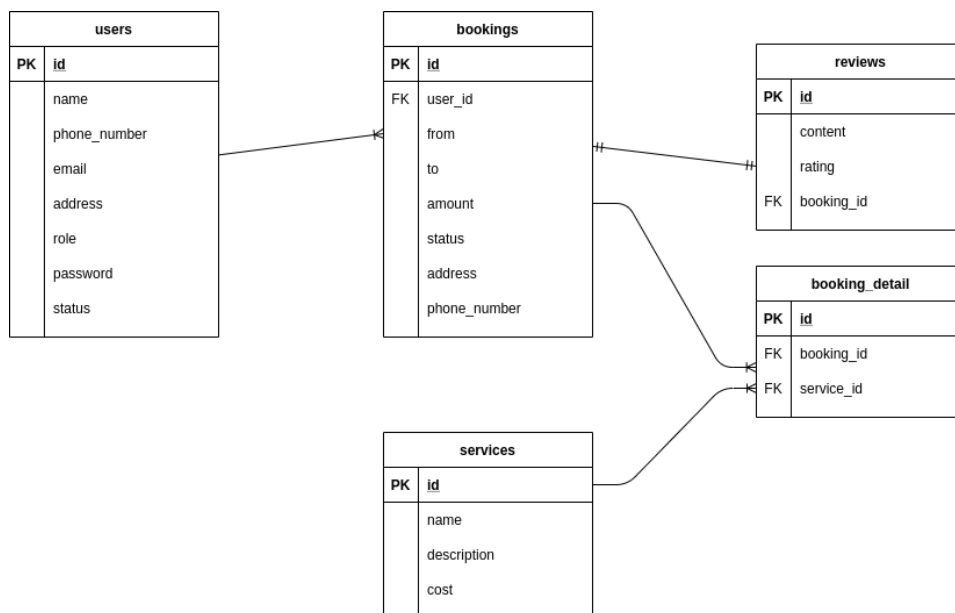 users
PK id
name
phone_number
email
address
role
password
status
bookings
PK id
FK user_id
from
to
amount
status
address
phone_number
reviews
PK id
content
rating
FK booking_id
booking_detail
PK id
FK booking_id
FK service_id
services
PK id
name
description
cost